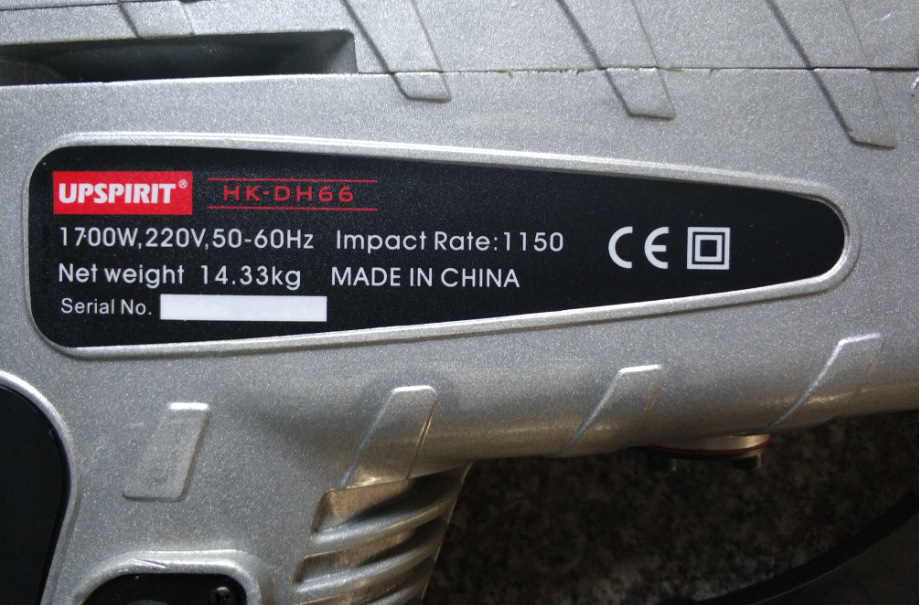 UPSPIRIT® HK-DH66
1700W,220V,50-60Hz Impact Rate:1150
Net weight 14.33kg MADE IN CHINA
Serial No.
CE